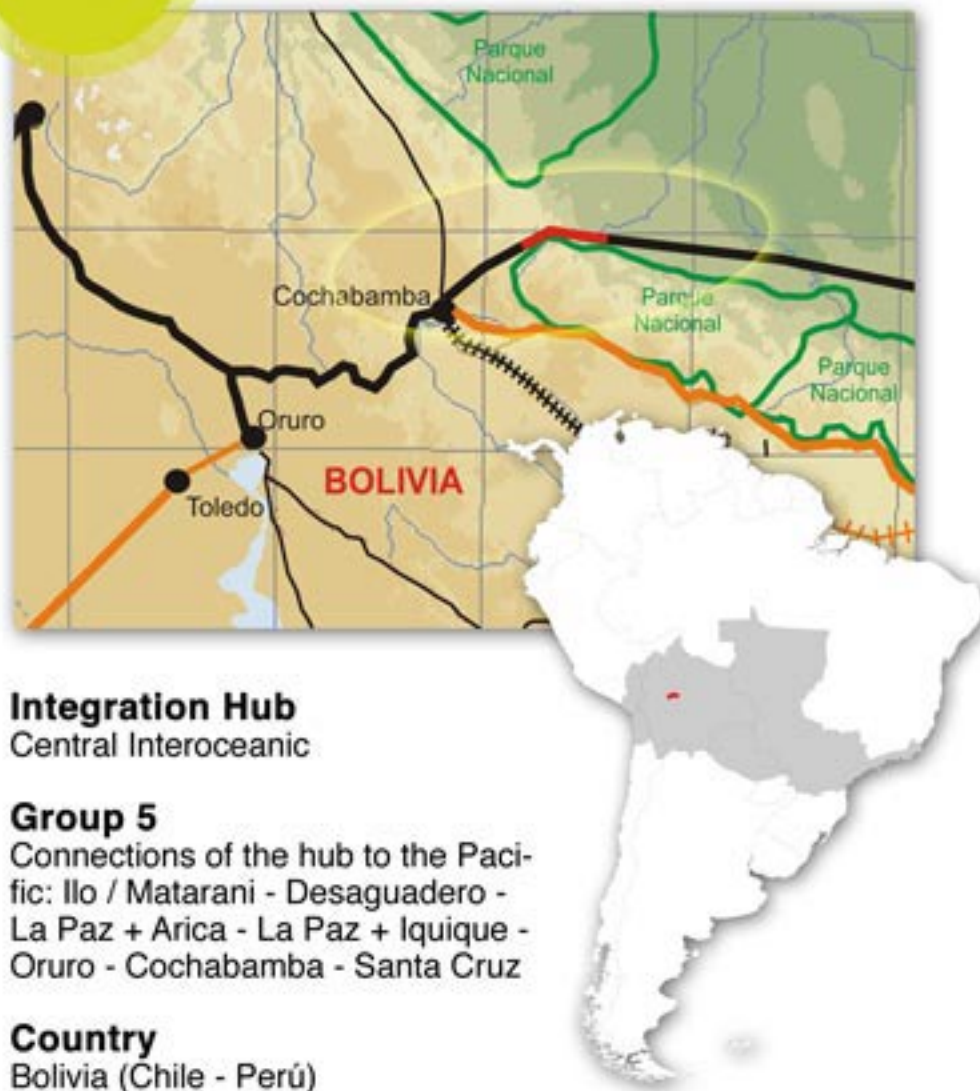 Parque
Nacional
Cochabamba
Parque
Nacional
Parque
Nacional
Oruro
BOLIVIA
Toledo
Integration Hub
Central Interoceanic
Group 5
Connections of the hub to the Paci-
fic: Ilo / Matarani - Desaguadero -
La Paz + Arica - La Paz + Iquique -
Oruro - Cochabamba - Santa Cruz
Country
Bolivia (Chile - Perú)